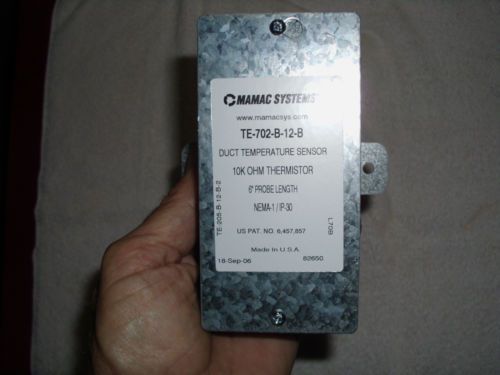 MAMAC SYSTEMS
www.mamacsys.com
TE-702-B-12-B
DUCT TEMPERATURE SENSOR
10K OHM THERMISTOR
6" PROBE LENGTH
NEMA-1 / IP-30
US PAT. NO. 6,457,857
Made In U.S.A.
18-Sep-06 82650
TE-205-B-12-B-2
L70B